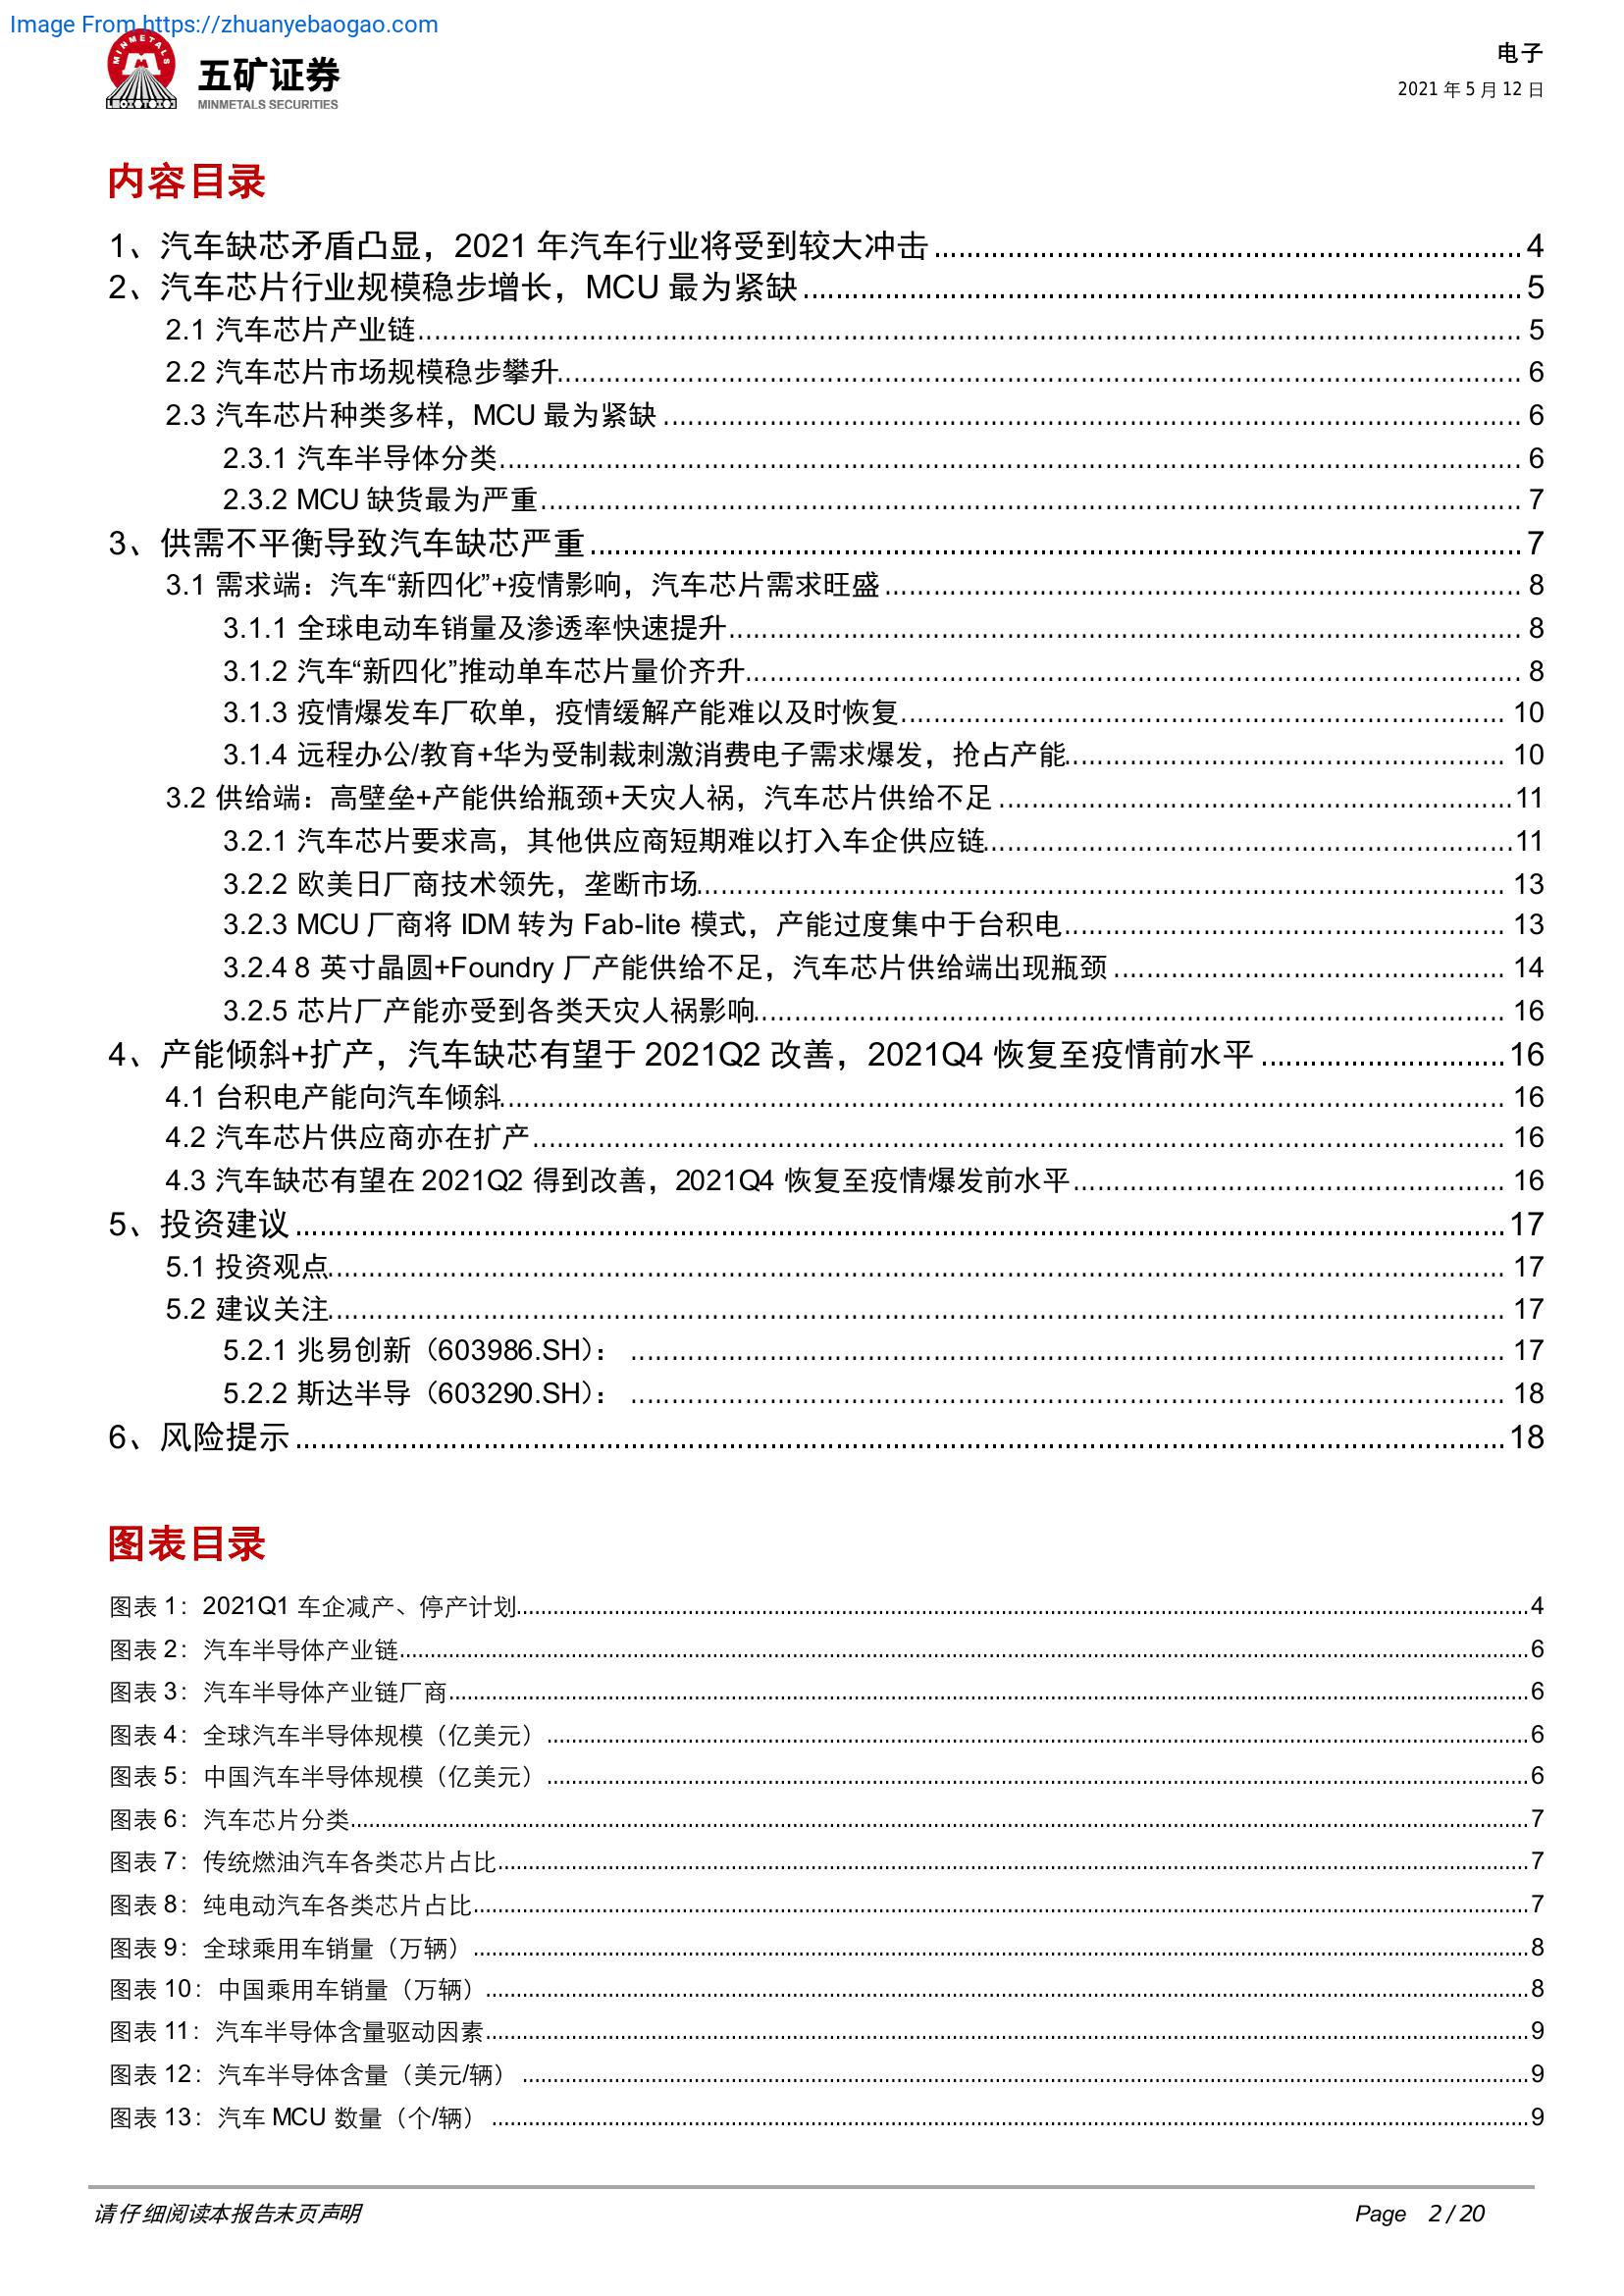 Image From https://zhuanyebaogao.com
五矿证券
MINMETALS SECURITIES
电子
2021 年 5 月 12 日
内容目录
1、汽车缺芯矛盾凸显，2021 年汽车行业将受到较大冲击 4
2、汽车芯片行业规模稳步增长，MCU 最为紧缺 5
2.1 汽车芯片产业链 5
2.2 汽车芯片市场规模稳步攀升 6
2.3 汽车芯片种类多样，MCU 最为紧缺 6
2.3.1 汽车半导体分类 6
2.3.2 MCU 缺货最为严重 7
3、供需不平衡导致汽车缺芯严重 7
3.1 需求端：汽车“新四化”+疫情影响，汽车芯片需求旺盛 8
3.1.1 全球电动车销量及渗透率快速提升 8
3.1.2 汽车“新四化”推动单车芯片量价齐升 8
3.1.3 疫情爆发车厂砍单，疫情缓解产能难以及时恢复 10
3.1.4 远程办公/教育+华为受制裁刺激消费电子需求爆发，抢占产能 10
3.2 供给端：高壁垒+产能供给瓶颈+天灾人祸，汽车芯片供给不足 11
3.2.1 汽车芯片要求高，其他供应商短期难以打入车企供应链 11
3.2.2 欧美日厂商技术领先，垄断市场 13
3.2.3 MCU 厂商将 IDM 转为 Fab-lite 模式，产能过度集中于台积电 13
3.2.4 8 英寸晶圆+Foundry 厂产能供给不足，汽车芯片供给端出现瓶颈 14
3.2.5 芯片厂产能亦受到各类天灾人祸影响 16
4、产能倾斜+扩产，汽车缺芯有望于 2021Q2 改善，2021Q4 恢复至疫情前水平 16
4.1 台积电产能向汽车倾斜 16
4.2 汽车芯片供应商亦在扩产 16
4.3 汽车缺芯有望在 2021Q2 得到改善，2021Q4 恢复至疫情爆发前水平 16
5、投资建议 17
5.1 投资观点 17
5.2 建议关注 17
5.2.1 兆易创新（603986.SH）： 17
5.2.2 斯达半导（603290.SH）： 18
6、风险提示 18
图表目录
图表 1：2021Q1 车企减产、停产计划 4
图表 2：汽车半导体产业链 6
图表 3：汽车半导体产业链厂商 6
图表 4：全球汽车半导体规模（亿美元） 6
图表 5：中国汽车半导体规模（亿美元） 6
图表 6：汽车芯片分类 7
图表 7：传统燃油汽车各类芯片占比 7
图表 8：纯电动汽车各类芯片占比 7
图表 9：全球乘用车销量（万辆） 8
图表 10：中国乘用车销量（万辆） 8
图表 11：汽车半导体含量驱动因素 9
图表 12：汽车半导体含量（美元/辆） 9
图表 13：汽车 MCU 数量（个/辆） 9
请仔细阅读本报告末页声明
Page 2 / 20